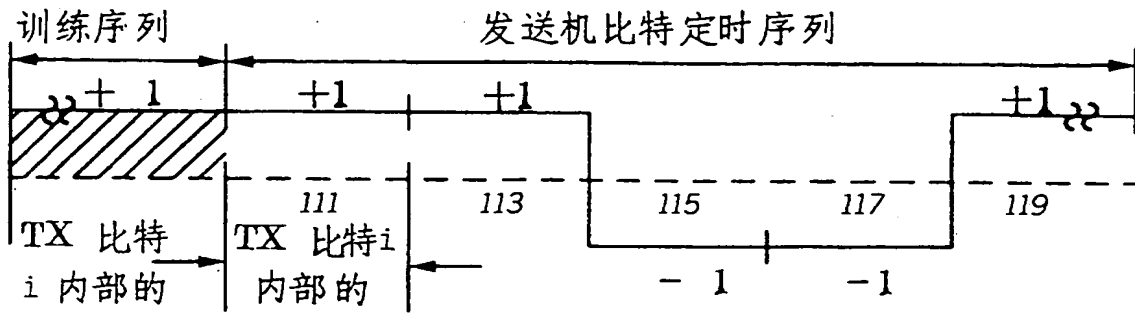 训练序列
发送机比特定时序列
+ 1
+1
+1
+1
111
113
115
117
119
TX 比特
i 内部的
TX 比特i
内部的
- 1
-1